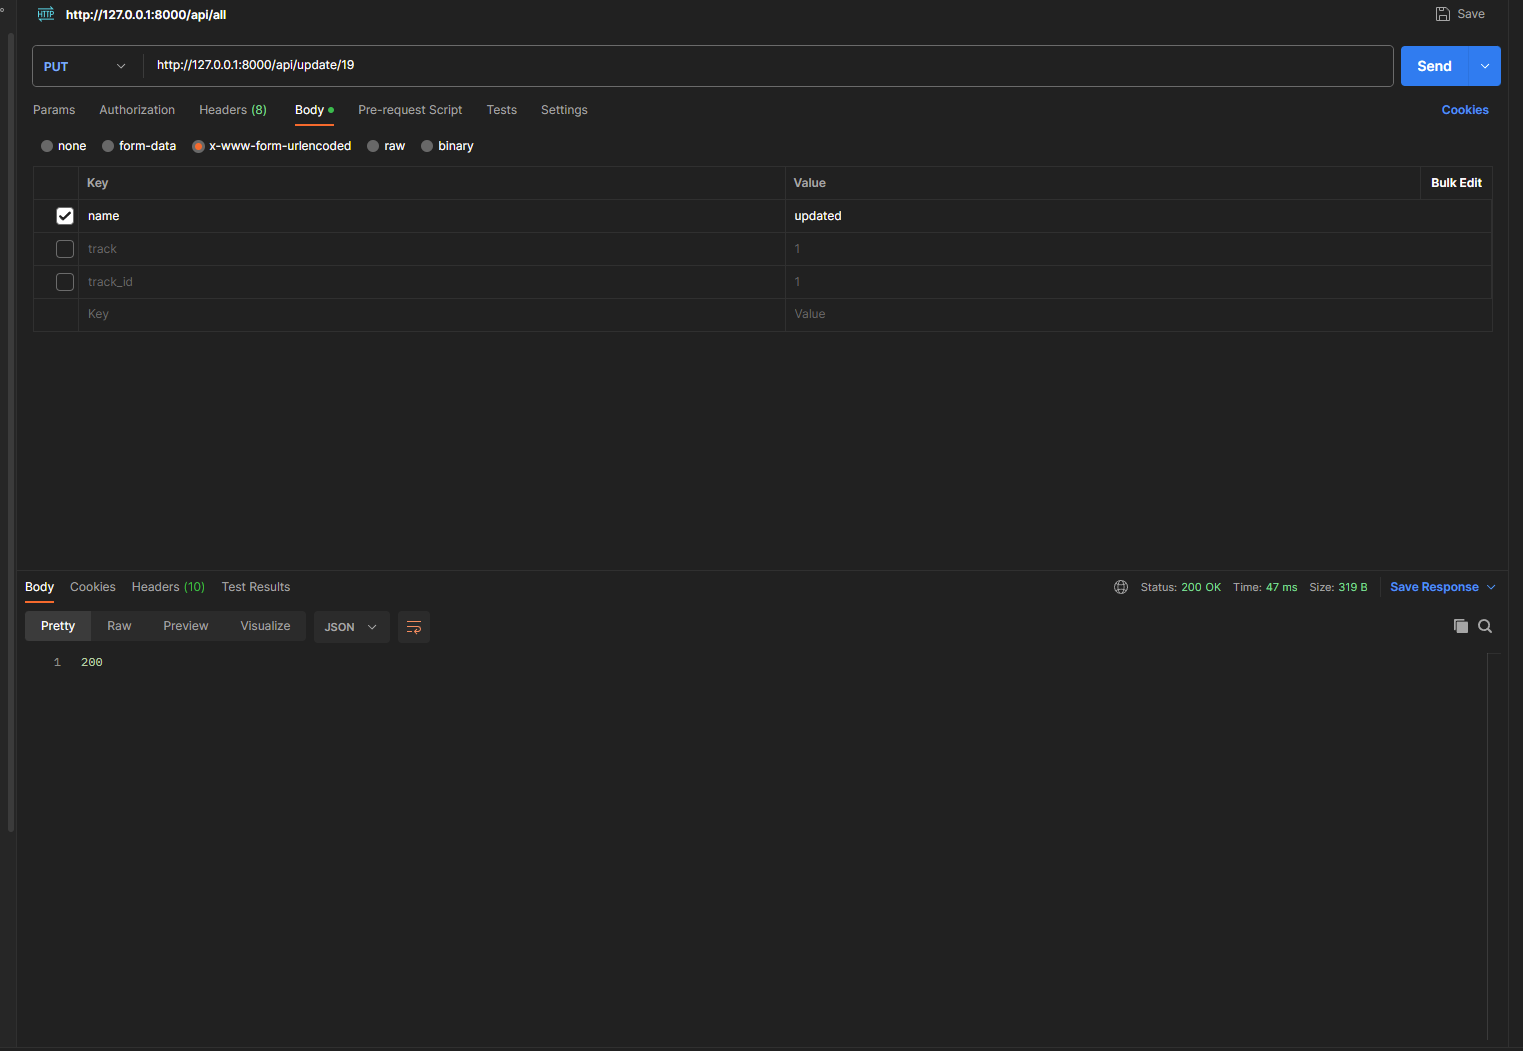 HTTP http://127.0.0.1:8000/api/all Save
PUT http://127.0.0.1:8000/api/update/19 Send
Params Authorization Headers (8) Body Pre-request Script Tests Settings Cookies
none form-data x-www-form-urlencoded raw binary
Key Value Bulk Edit
name updated
track 1
track_id 1
Key Value
Body Cookies Headers (10) Test Results Status: 200 OK Time: 47 ms Size: 319 B Save Response
Pretty Raw Preview Visualize JSON
1 200